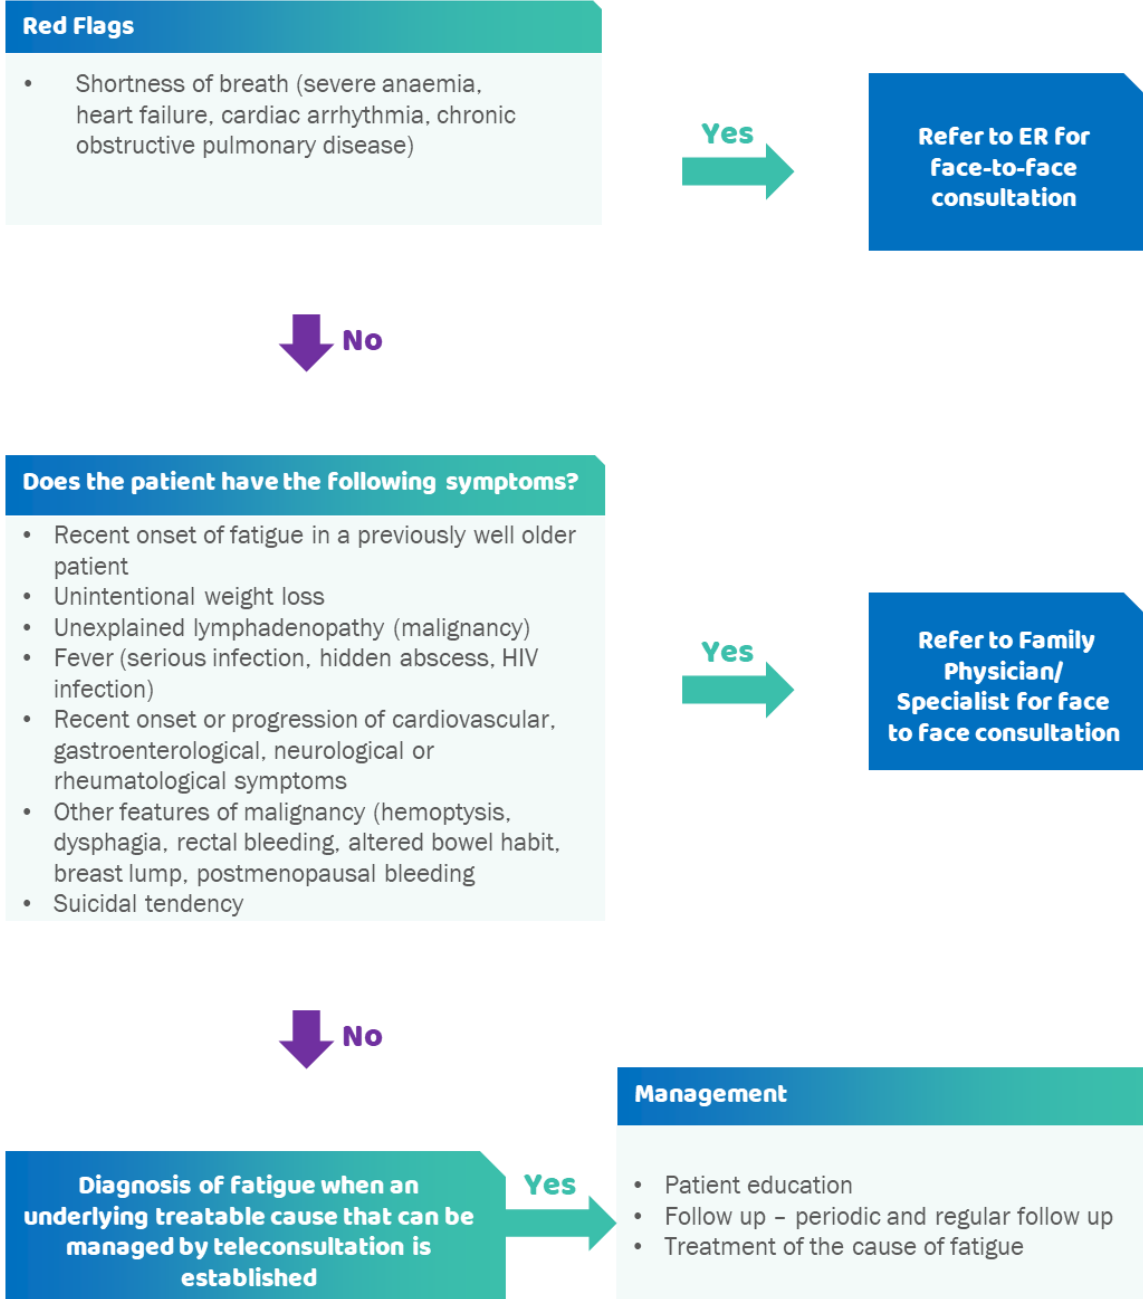 Red Flags
• Shortness of breath (severe anaemia,
heart failure, cardiac arrhythmia, chronic
obstructive pulmonary disease)
Yes
Refer to ER for
face-to-face
consultation
No
Does the patient have the following symptoms?
• Recent onset of fatigue in a previously well older
patient
• Unintentional weight loss
• Unexplained lymphadenopathy (malignancy)
• Fever (serious infection, hidden abscess, HIV
infection)
• Recent onset or progression of cardiovascular,
gastroenterological, neurological or
rheumatological symptoms
• Other features of malignancy (hemoptysis,
dysphagia, rectal bleeding, altered bowel habit,
breast lump, postmenopausal bleeding
• Suicidal tendency
Yes
Refer to Family
Physician/
Specialist for face
to face consultation
No
Diagnosis of fatigue when an
underlying treatable cause that can be
managed by teleconsultation is
established
Yes
Management
• Patient education
• Follow up – periodic and regular follow up
• Treatment of the cause of fatigue